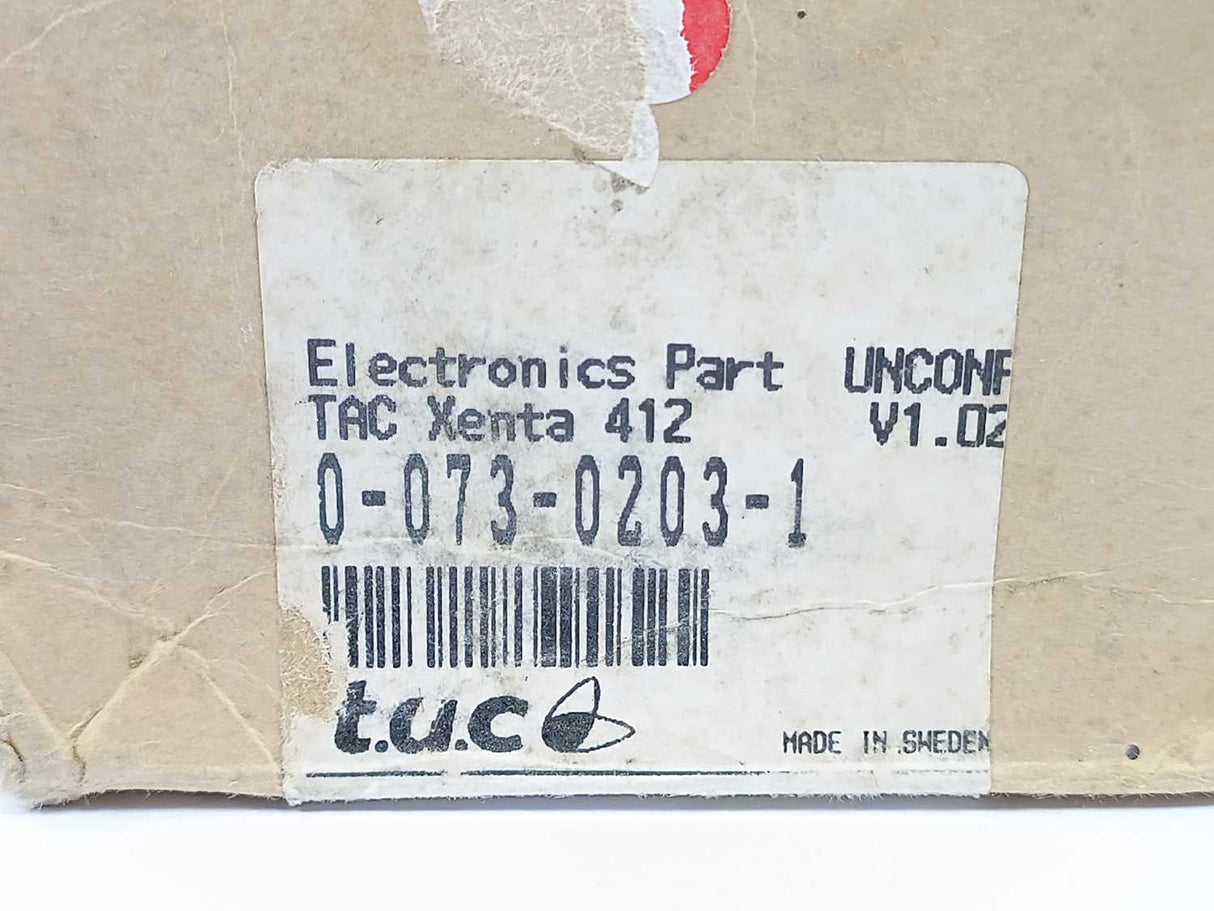 Electronics Part UNCONF
TAC Xenta 412 V1.02
0-073-0203-1
t.a.c
MADE IN SWEDEN